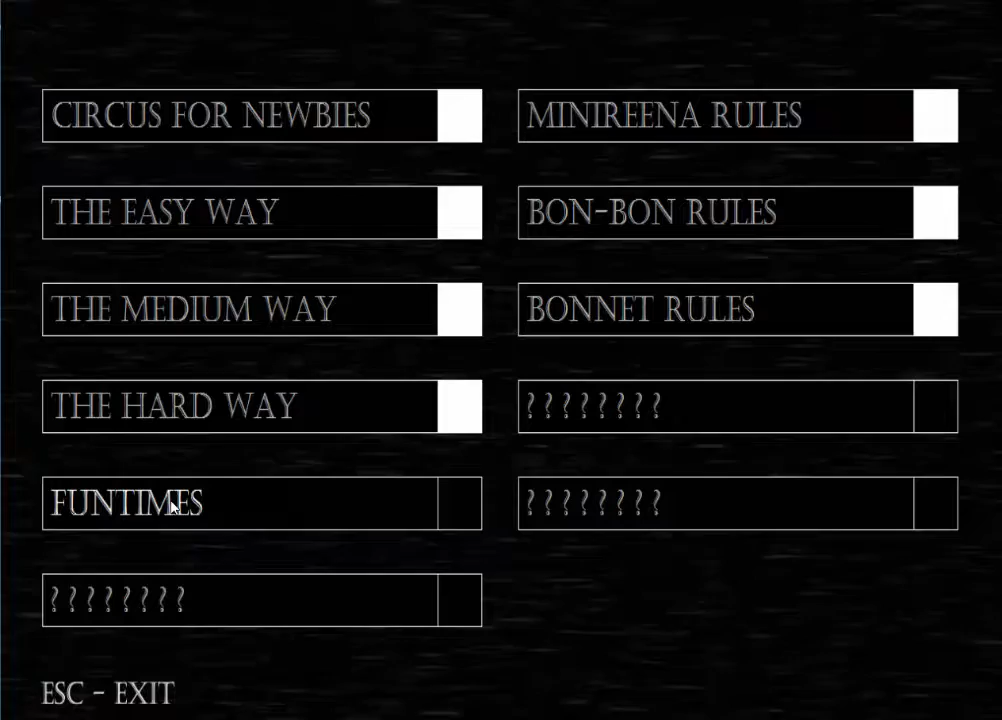 CIRCUS FOR NEWBIES
THE EASY WAY
THE MEDIUM WAY
THE HARD WAY
FUNTIMES
????????
MINIREENA RULES
BON-BON RULES
BONNET RULES
????????
????????
ESC - EXIT